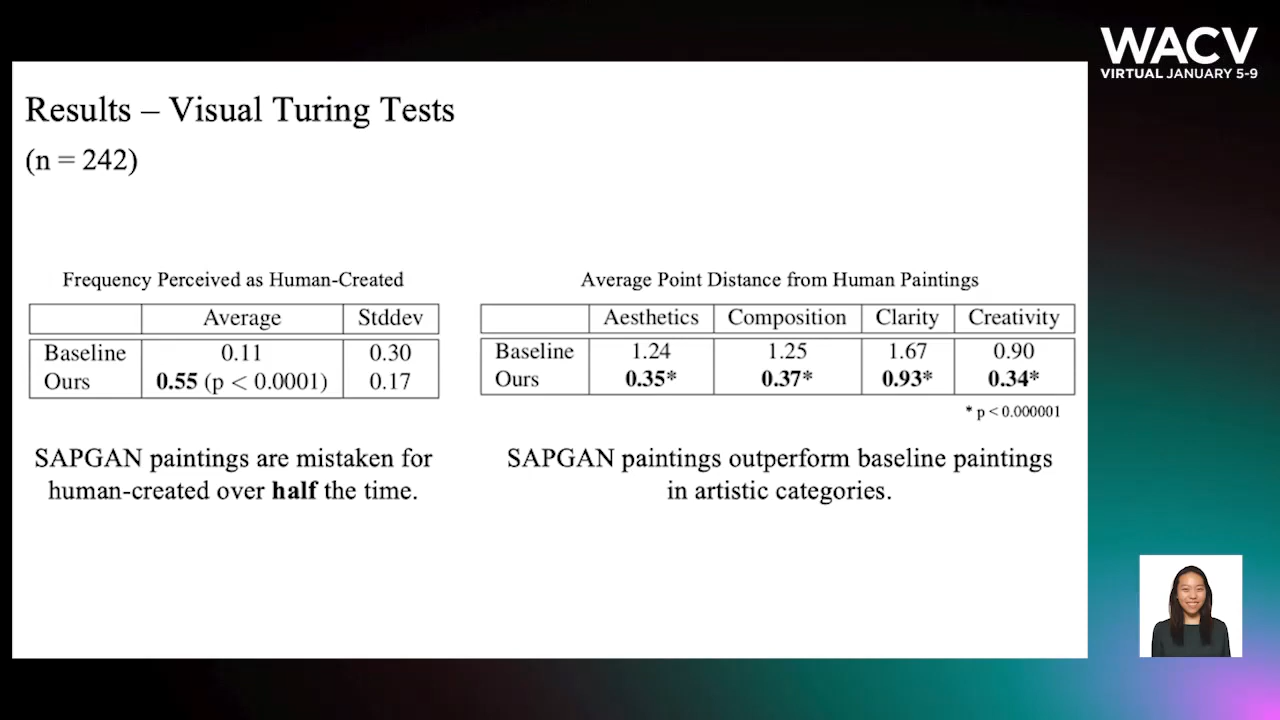 WACV
VIRTUAL JANUARY 5-9
Results – Visual Turing Tests
(n = 242)
Frequency Perceived as Human-Created
Average Stddev
Baseline 0.11 0.30
Ours 0.55 (p < 0.0001) 0.17
SAPGAN paintings are mistaken for
human-created over half the time.
Average Point Distance from Human Paintings
Aesthetics Composition Clarity Creativity
Baseline 1.24 1.25 1.67 0.90
Ours 0.35* 0.37* 0.93* 0.34*
* p < 0.000001
SAPGAN paintings outperform baseline paintings
in artistic categories.